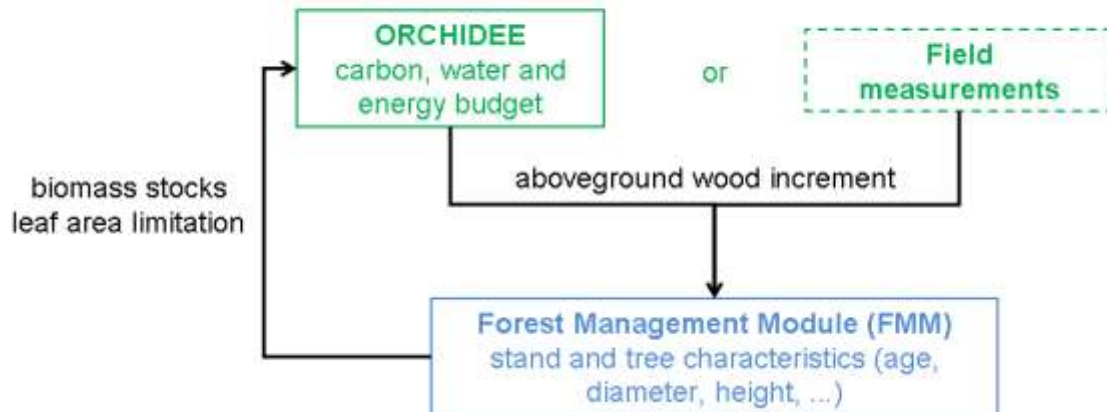 ORCHIDEE
carbon, water and
energy budget
or
Field
measurements
aboveground wood increment
biomass stocks
leaf area limitation
Forest Management Module (FMM)
stand and tree characteristics (age,
diameter, height, ...)